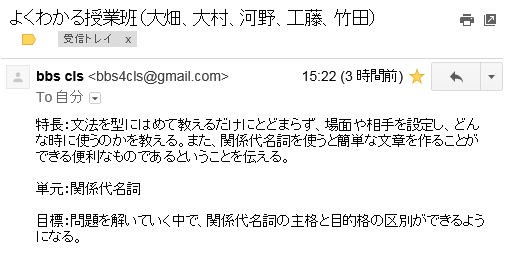 よくわかる授業班（大畑、大村、河野、工藤、竹田）
受信トレイ x
bbs cls <bbs4cls@gmail.com> 15:22 (3 時間前)
To 自分
特長：文法を型にはめて教えるだけにとどまらず、場面や相手を設定し、どん
な時に使うのかを教える。また、関係代名詞を使うと簡単な文章を作ることが
できる便利なものであるということを伝える。
単元：関係代名詞
目標：問題を解いていく中で、関係代名詞の主格と目的格の区別ができるよう
になる。